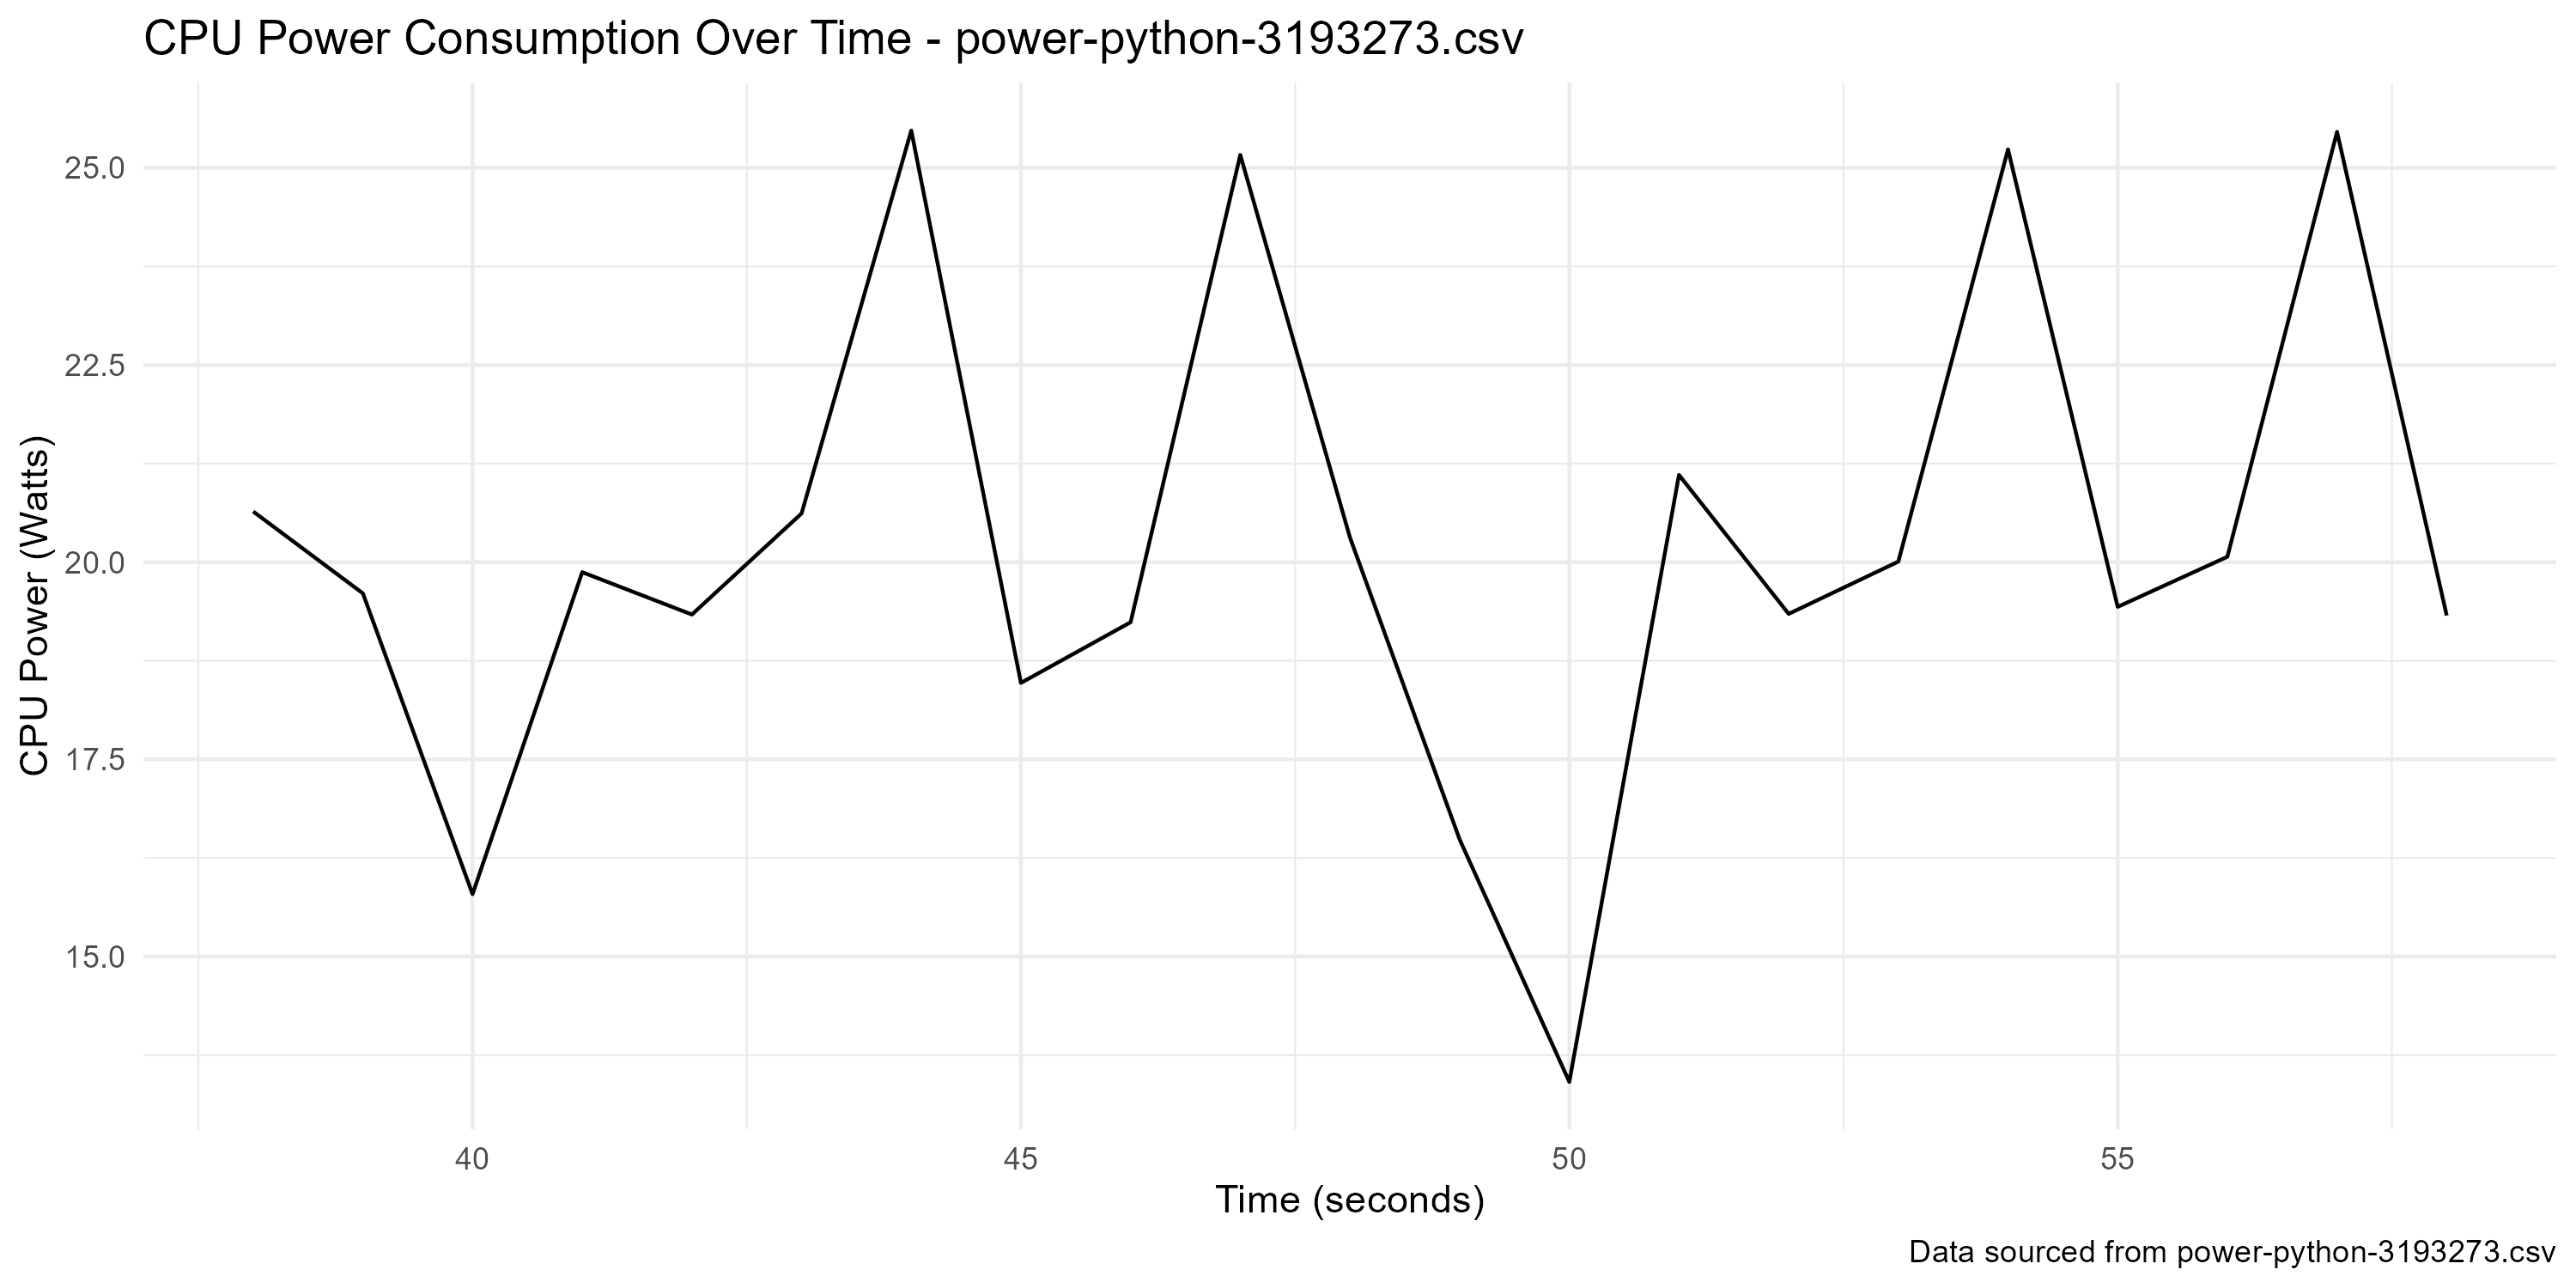 CPU Power Consumption Over Time - power-python-3193273.csv
CPU Power (Watts)
25.0
22.5
20.0
17.5
15.0
40 45 50 55
Time (seconds)
Data sourced from power-python-3193273.csv